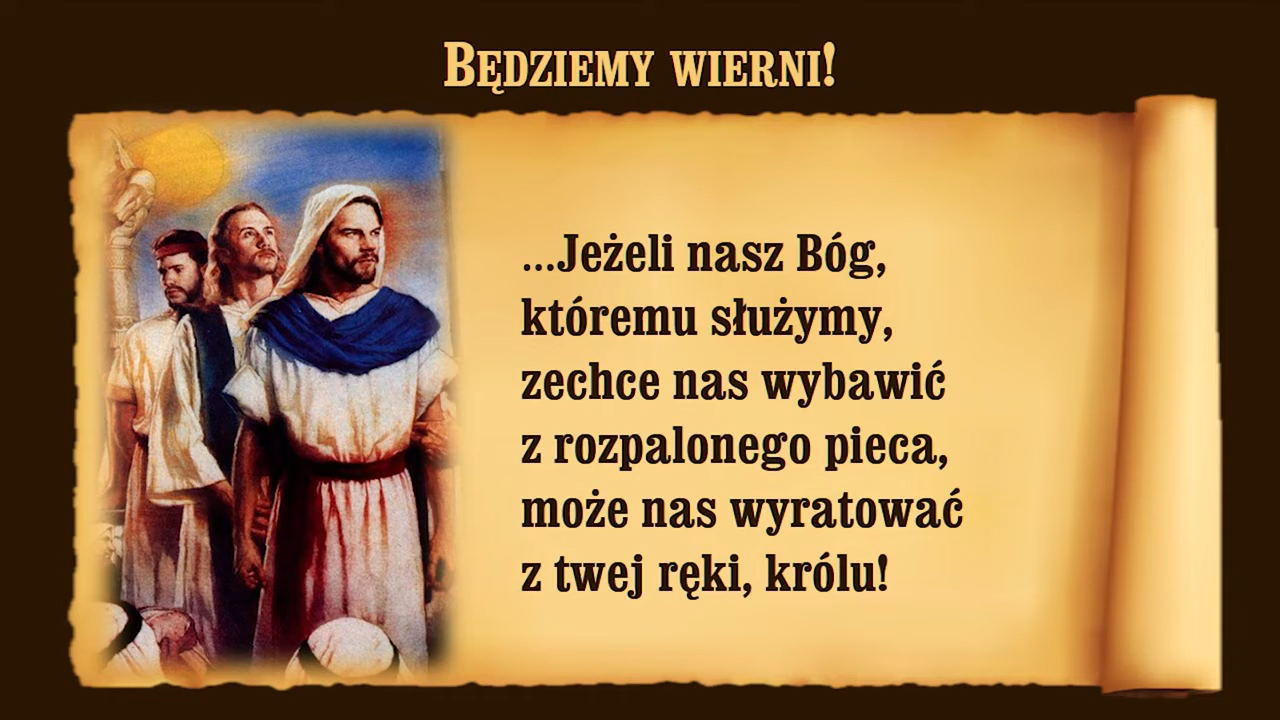 Będziemy wierni!
...Jeżeli nasz Bóg,
któremu służymy,
zechce nas wybawić
z rozpalonego pieca,
może nas wyratować
z twej ręki, królu!